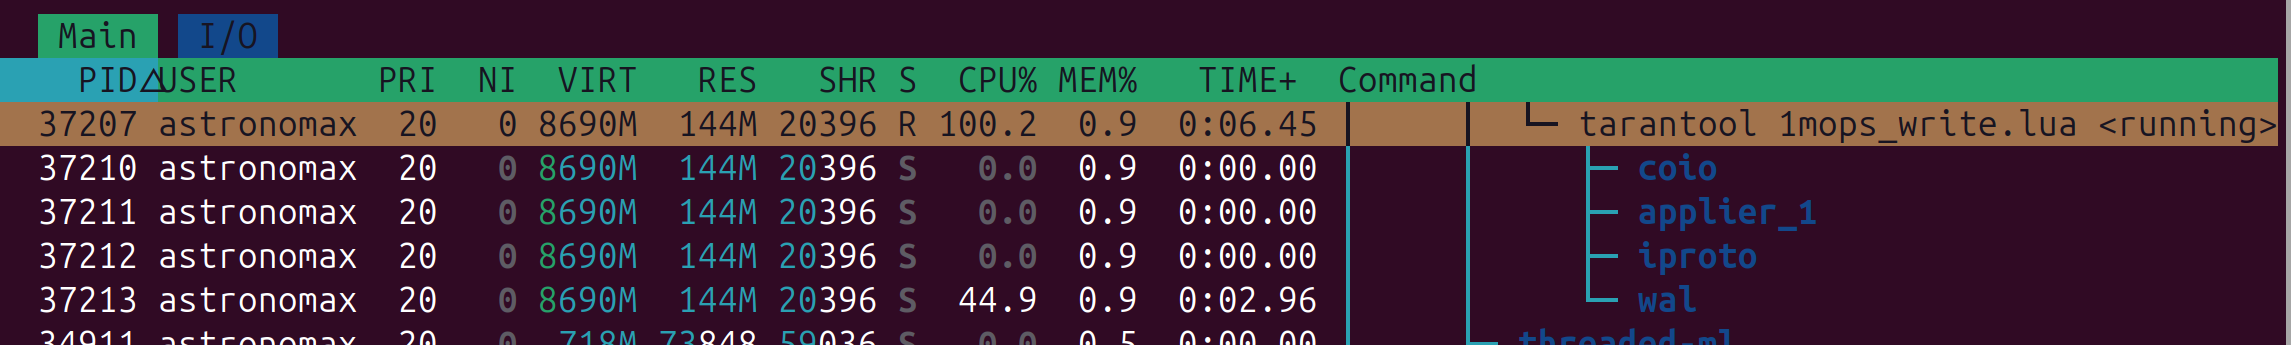 Main I/O
PID△USER PRI NI VIRT RES SHR S CPU% MEM% TIME+ Command
37207 astronomax 20 0 8690M 144M 20396 R 100.2 0.9 0:06.45 tarantool 1mops_write.lua <running>
37210 astronomax 20 0 8690M 144M 20396 S 0.0 0.9 0:00.00 coio
37211 astronomax 20 0 8690M 144M 20396 S 0.0 0.9 0:00.00 applier_1
37212 astronomax 20 0 8690M 144M 20396 S 0.0 0.9 0:00.00 iproto
37213 astronomax 20 0 8690M 144M 20396 S 44.9 0.9 0:02.96 wal
34911 astronomax 20 0 718M 73848 59036 S 0.0 0.5 0:00.00 threaded-ml